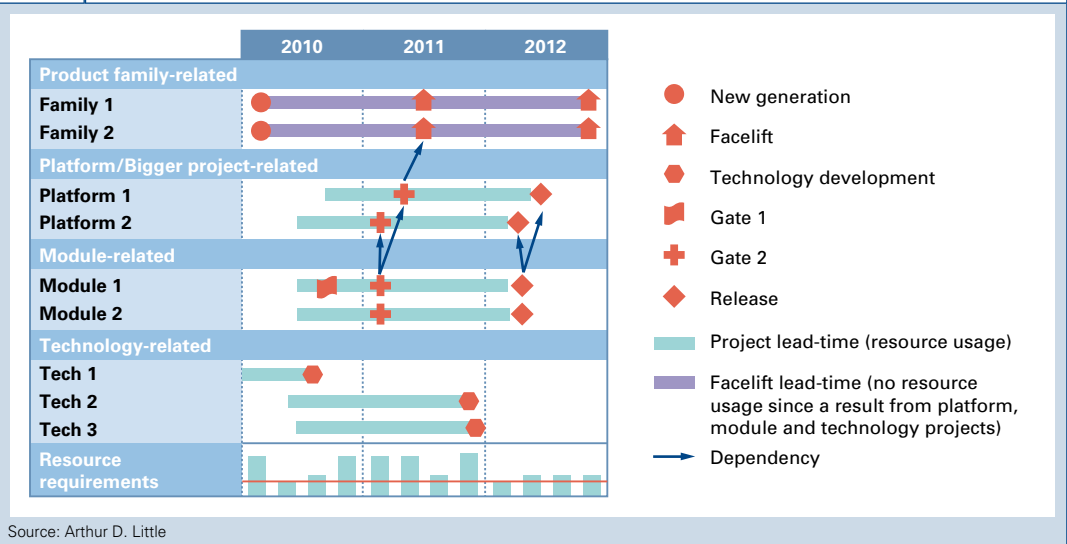 2010 2011 2012
Product family-related
Family 1
Family 2
Platform/Bigger project-related
Platform 1
Platform 2
Module-related
Module 1
Module 2
Technology-related
Tech 1
Tech 2
Tech 3
Resource
requirements
New generation
Facelift
Technology development
Gate 1
Gate 2
Release
Project lead-time (resource usage)
Facelift lead-time (no resource
usage since a result from platform,
module and technology projects)
Dependency
Source: Arthur D. Little